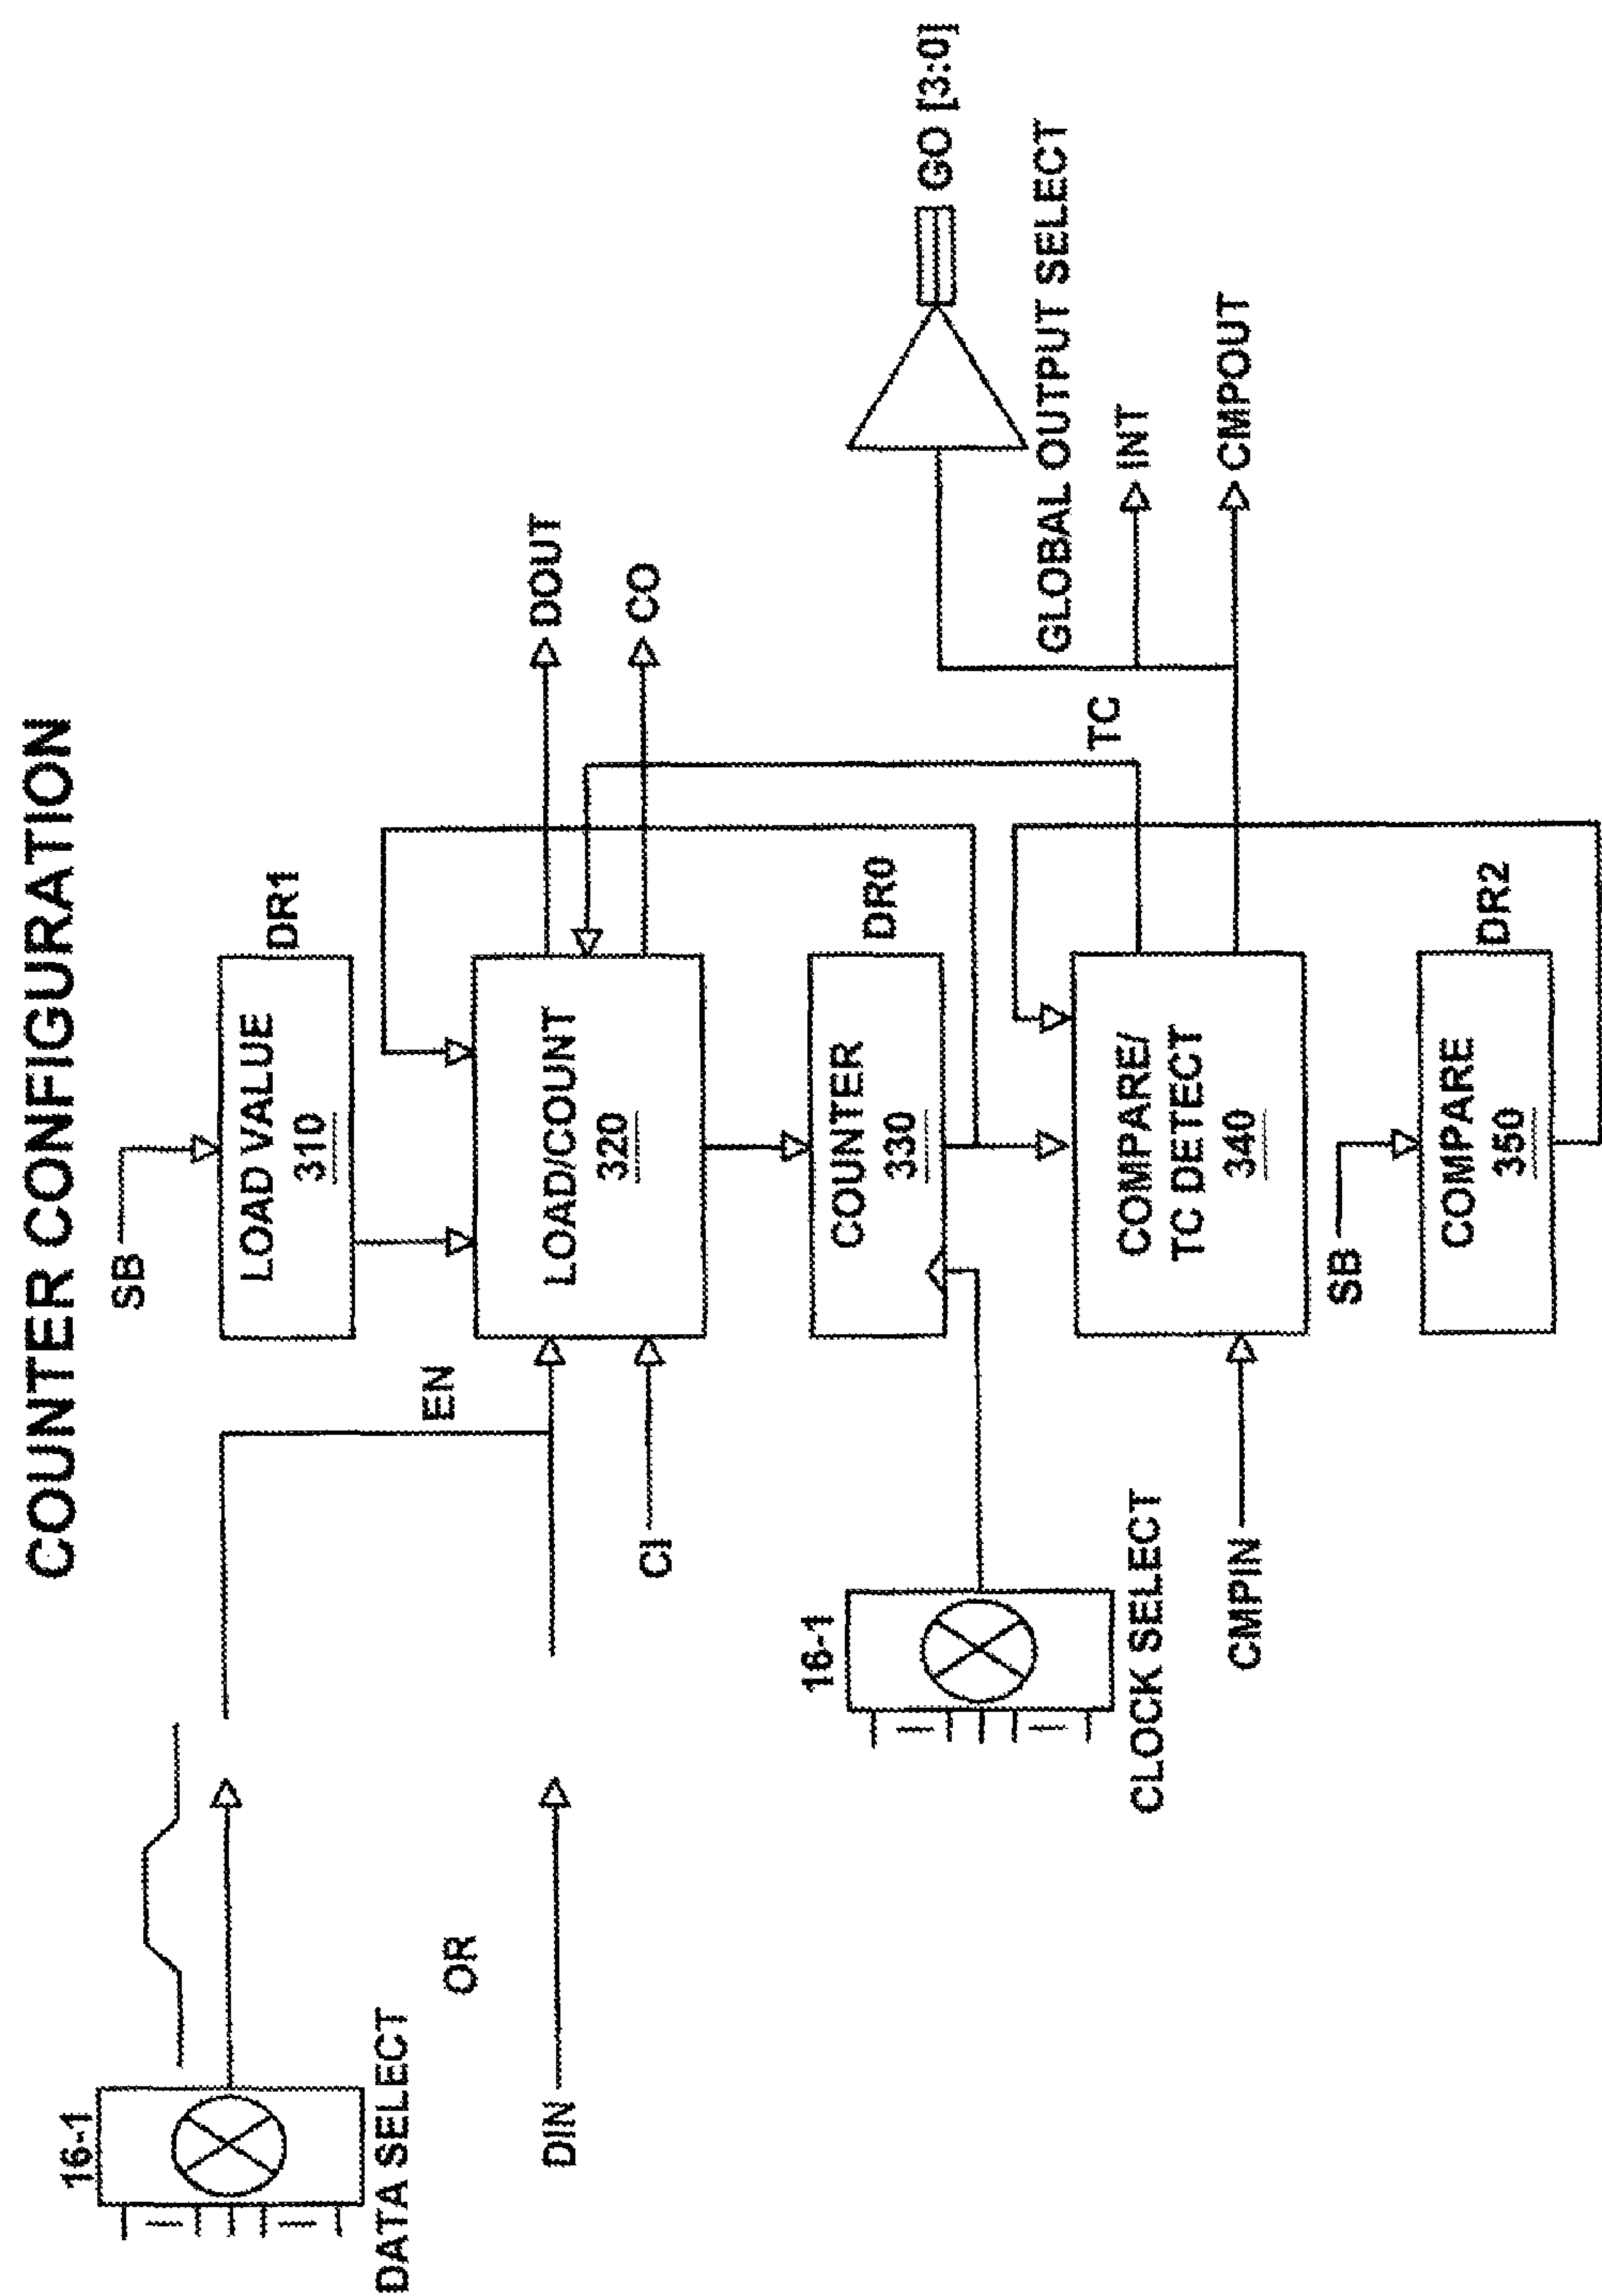 COUNTER CONFIGURATION
16-1
DATA SELECT
OR
DIN
SB
LOAD VALUE
310
DR1
EN
CI
LOAD/COUNT
320
DOUT
CO
16-1
CLOCK SELECT
COUNTER
330
DR0
TC
CMPIN
COMPARE/
TC DETECT
340
GO [3:0]
GLOBAL OUTPUT SELECT
INT
CMPOUT
SB
COMPARE
350
DR2